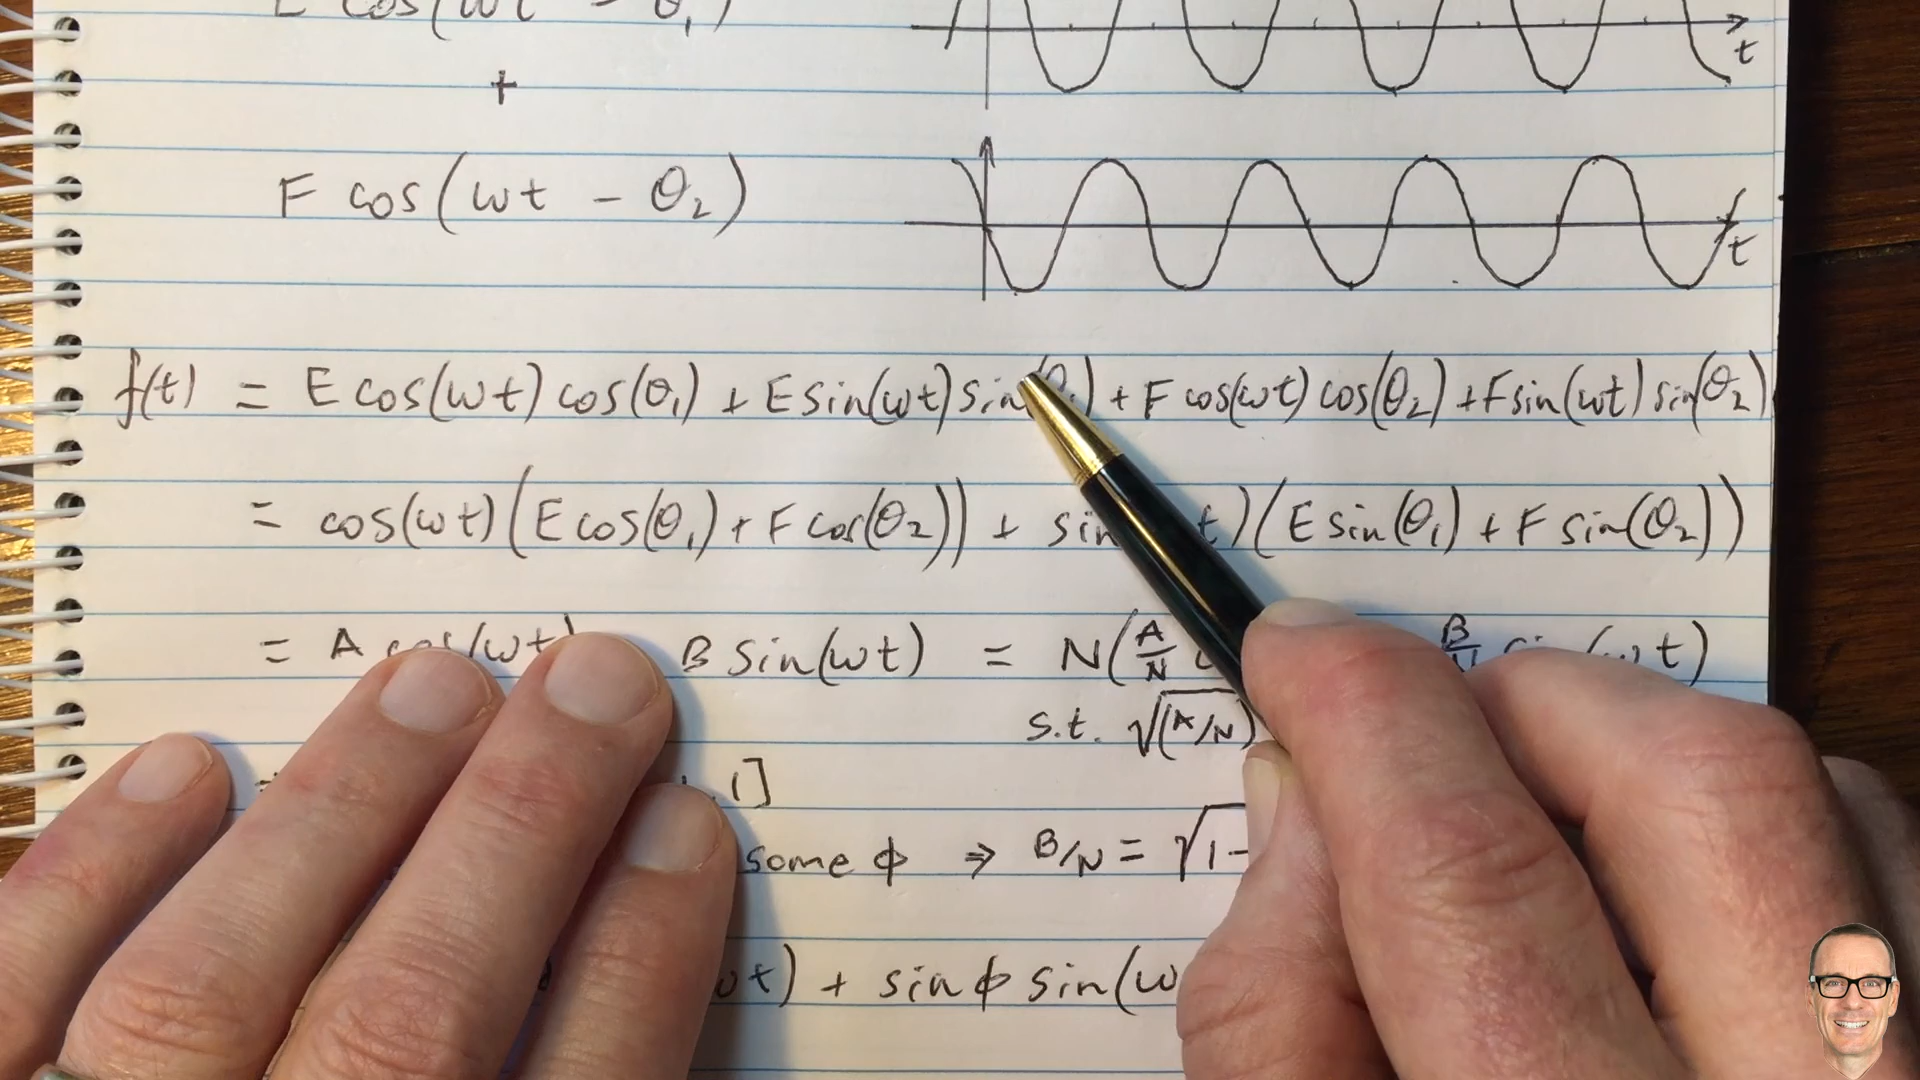 E cos(ωt − θ₁)
t
+
F cos(ωt − θ₂)
t
f(t) = E cos(ωt) cos(θ₁) + E sin(ωt) sin(θ₁) + F cos(ωt) cos(θ₂) + F sin(ωt) sin(θ₂)
= cos(ωt)(E cos(θ₁) + F cos(θ₂)) + sin t)(E sin(θ₁) + F sin(θ₂))
= A cos(ωt) B sin(ωt) = N(A/N B/N sin(ωt)
s.t. √(A/N)
, 1]
some ϕ ⇒ B/N = √1−
ωt) + sin ϕ sin(ω